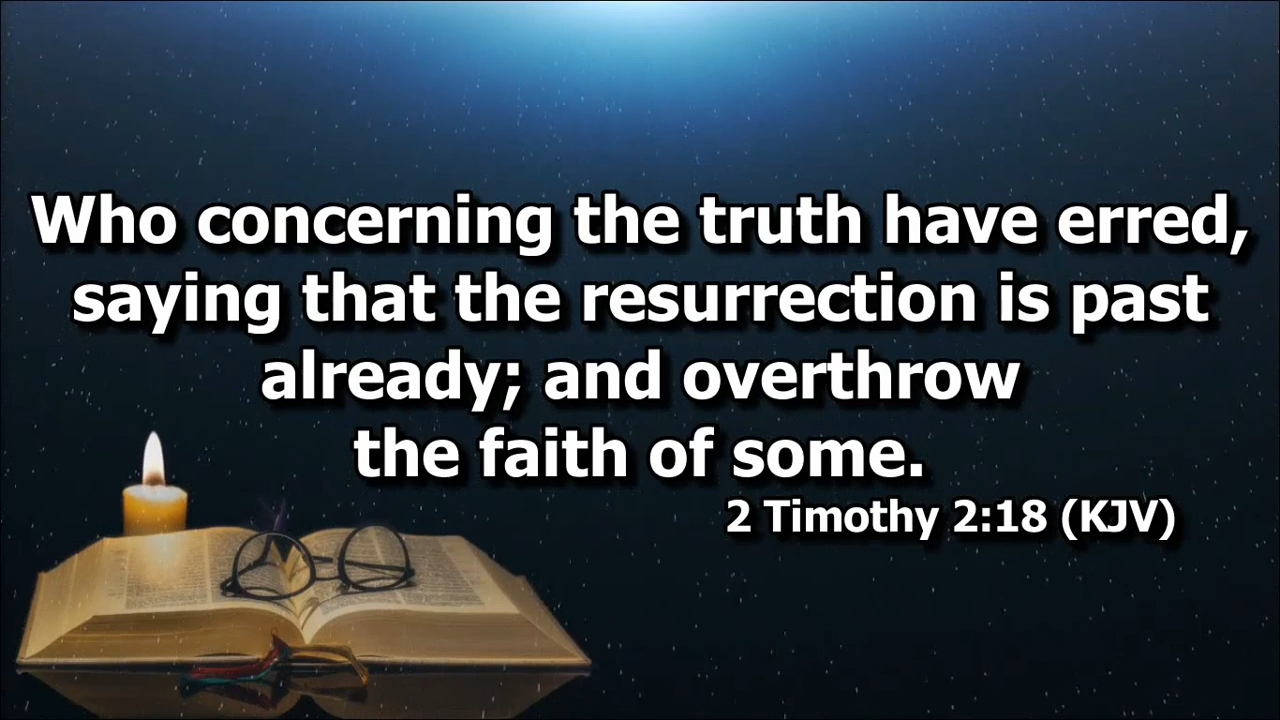 Who concerning the truth have erred,
saying that the resurrection is past
already; and overthrow
the faith of some.
2 Timothy 2:18 (KJV)